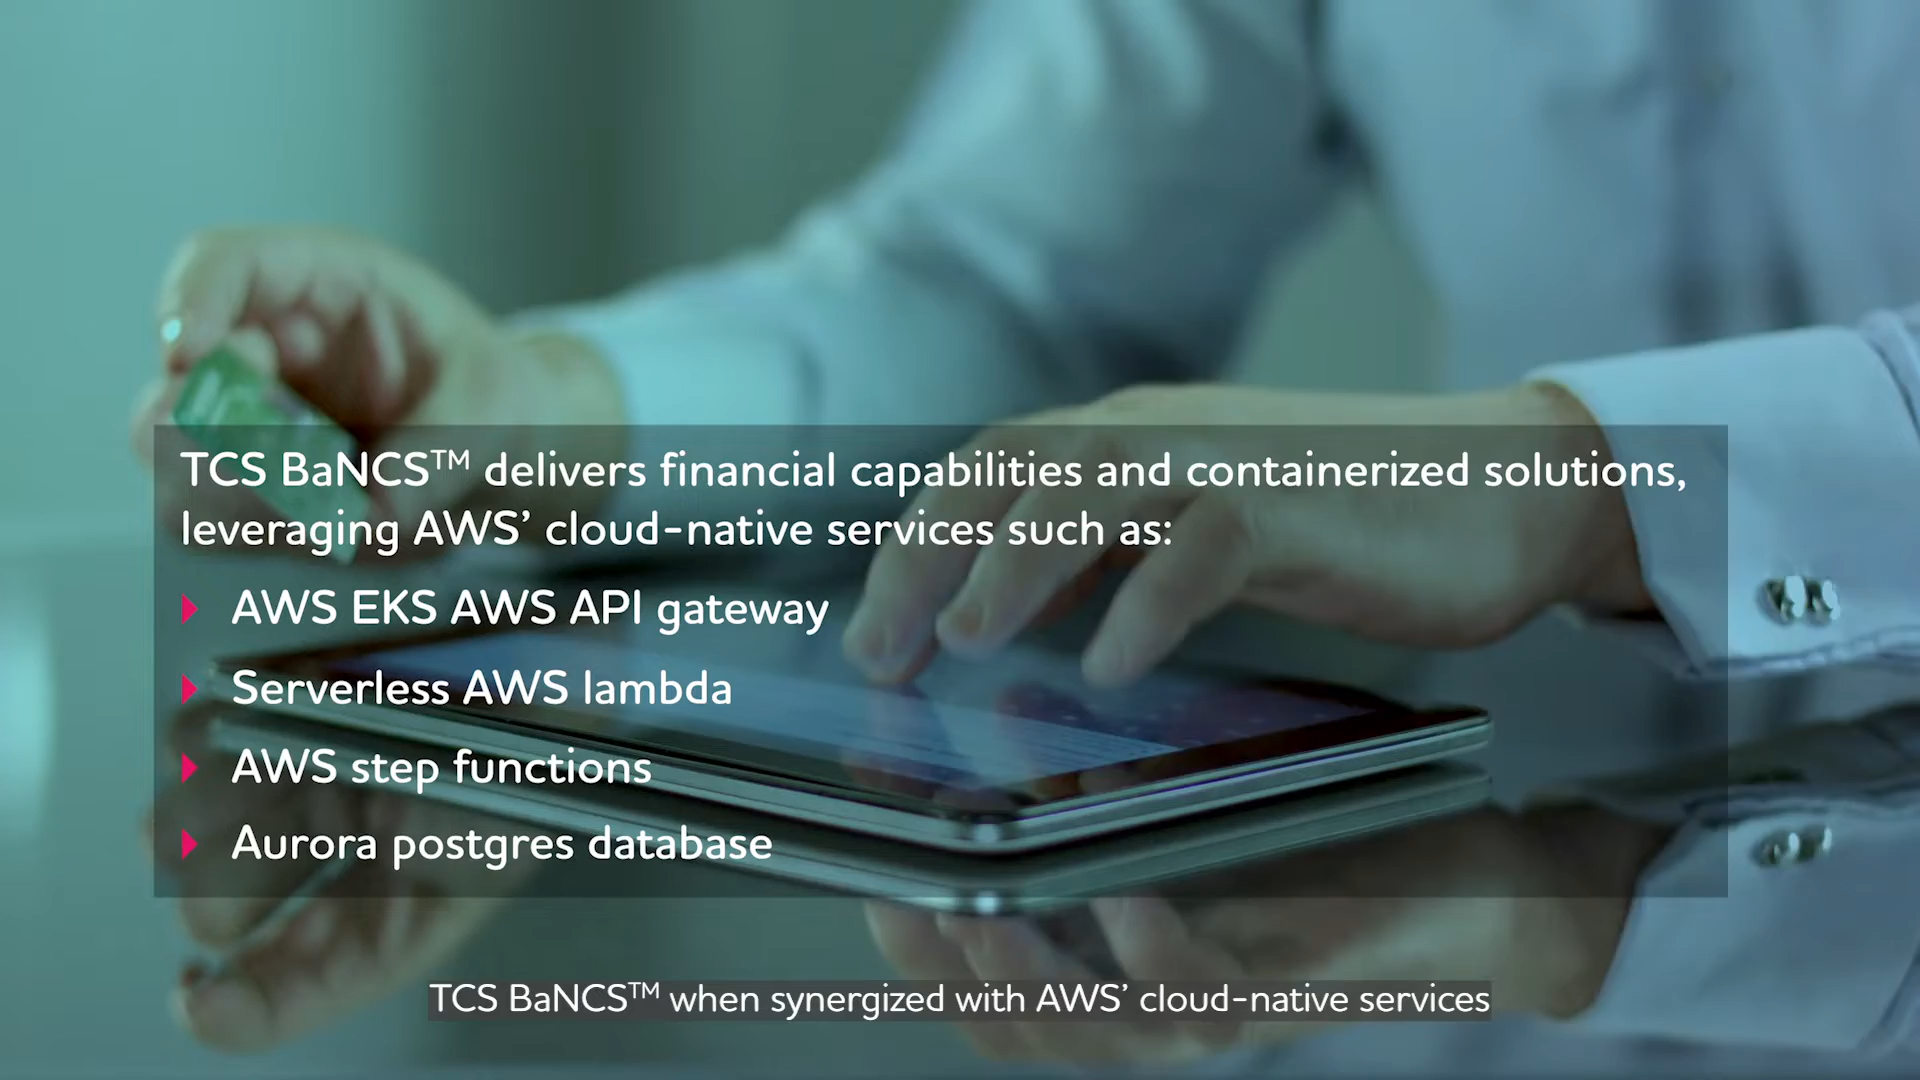 TCS BaNCS™ delivers financial capabilities and containerized solutions,
leveraging AWS’ cloud-native services such as:
AWS EKS AWS API gateway
Serverless AWS lambda
AWS step functions
Aurora postgres database
TCS BaNCS™ when synergized with AWS’ cloud-native services